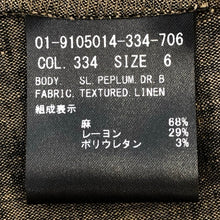 01-9105014-334-706
COL. 334 SIZE 6
BODY. SL. PEPLUM. DR. B
FABRIC. TEXTURED. LINEN
組成表示
麻 68%
レーヨン 29%
ポリウレタン 3%